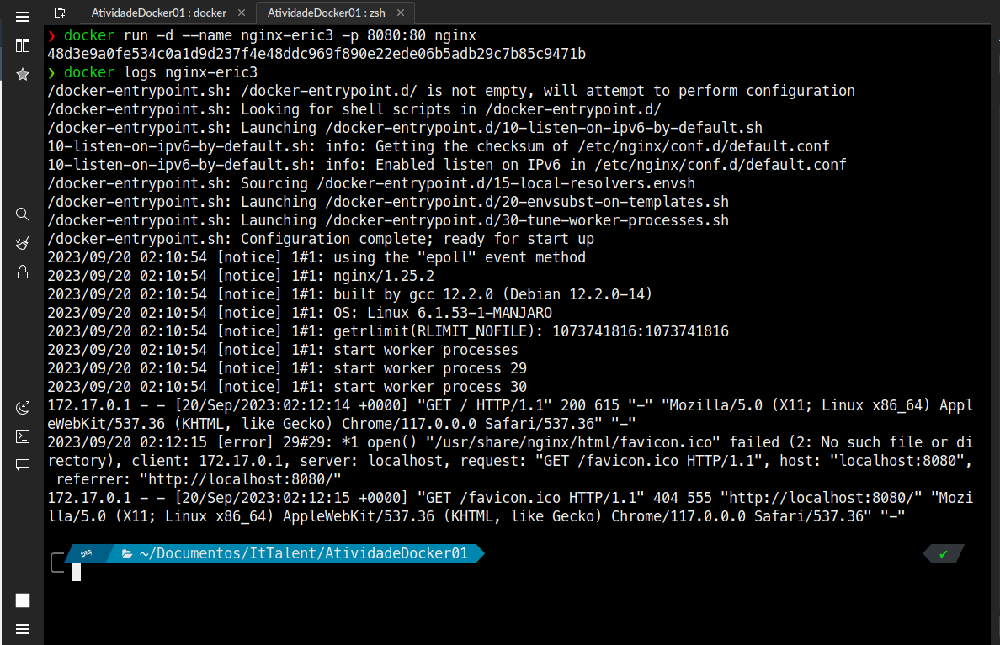 AtividadeDocker01 : docker
AtividadeDocker01 : zsh
❯ docker run -d --name nginx-eric3 -p 8080:80 nginx
48d3e9a0fe534c0a1d9d237f4e48ddc969f890e22ede06b5adb29c7b85c9471b
❯ docker logs nginx-eric3
/docker-entrypoint.sh: /docker-entrypoint.d/ is not empty, will attempt to perform configuration
/docker-entrypoint.sh: Looking for shell scripts in /docker-entrypoint.d/
/docker-entrypoint.sh: Launching /docker-entrypoint.d/10-listen-on-ipv6-by-default.sh
10-listen-on-ipv6-by-default.sh: info: Getting the checksum of /etc/nginx/conf.d/default.conf
10-listen-on-ipv6-by-default.sh: info: Enabled listen on IPv6 in /etc/nginx/conf.d/default.conf
/docker-entrypoint.sh: Sourcing /docker-entrypoint.d/15-local-resolvers.envsh
/docker-entrypoint.sh: Launching /docker-entrypoint.d/20-envsubst-on-templates.sh
/docker-entrypoint.sh: Launching /docker-entrypoint.d/30-tune-worker-processes.sh
/docker-entrypoint.sh: Configuration complete; ready for start up
2023/09/20 02:10:54 [notice] 1#1: using the "epoll" event method
2023/09/20 02:10:54 [notice] 1#1: nginx/1.25.2
2023/09/20 02:10:54 [notice] 1#1: built by gcc 12.2.0 (Debian 12.2.0-14)
2023/09/20 02:10:54 [notice] 1#1: OS: Linux 6.1.53-1-MANJARO
2023/09/20 02:10:54 [notice] 1#1: getrlimit(RLIMIT_NOFILE): 1073741816:1073741816
2023/09/20 02:10:54 [notice] 1#1: start worker processes
2023/09/20 02:10:54 [notice] 1#1: start worker process 29
2023/09/20 02:10:54 [notice] 1#1: start worker process 30
172.17.0.1 - - [20/Sep/2023:02:12:14 +0000] "GET / HTTP/1.1" 200 615 "-" "Mozilla/5.0 (X11; Linux x86_64) Appl
eWebKit/537.36 (KHTML, like Gecko) Chrome/117.0.0.0 Safari/537.36" "-"
2023/09/20 02:12:15 [error] 29#29: *1 open() "/usr/share/nginx/html/favicon.ico" failed (2: No such file or di
rectory), client: 172.17.0.1, server: localhost, request: "GET /favicon.ico HTTP/1.1", host: "localhost:8080",
 referrer: "http://localhost:8080/"
172.17.0.1 - - [20/Sep/2023:02:12:15 +0000] "GET /favicon.ico HTTP/1.1" 404 555 "http://localhost:8080/" "Mozi
lla/5.0 (X11; Linux x86_64) AppleWebKit/537.36 (KHTML, like Gecko) Chrome/117.0.0.0 Safari/537.36" "-"
~/Documentos/ItTalent/AtividadeDocker01